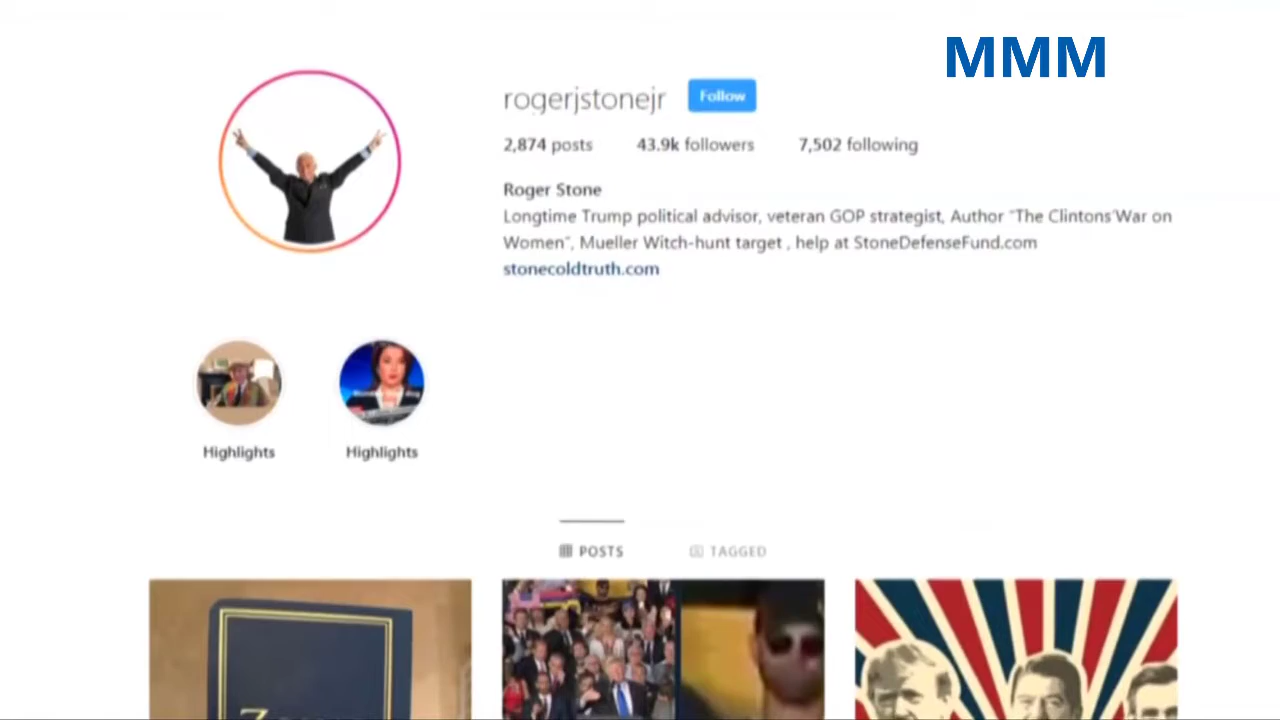 MMM
rogerjstonejr Follow
2,874 posts 43.9k followers 7,502 following
Roger Stone
Longtime Trump political advisor, veteran GOP strategist, Author "The Clintons'War on
Women", Mueller Witch-hunt target , help at StoneDefenseFund.com
stonecoldtruth.com
Highlights Highlights
POSTS TAGGED